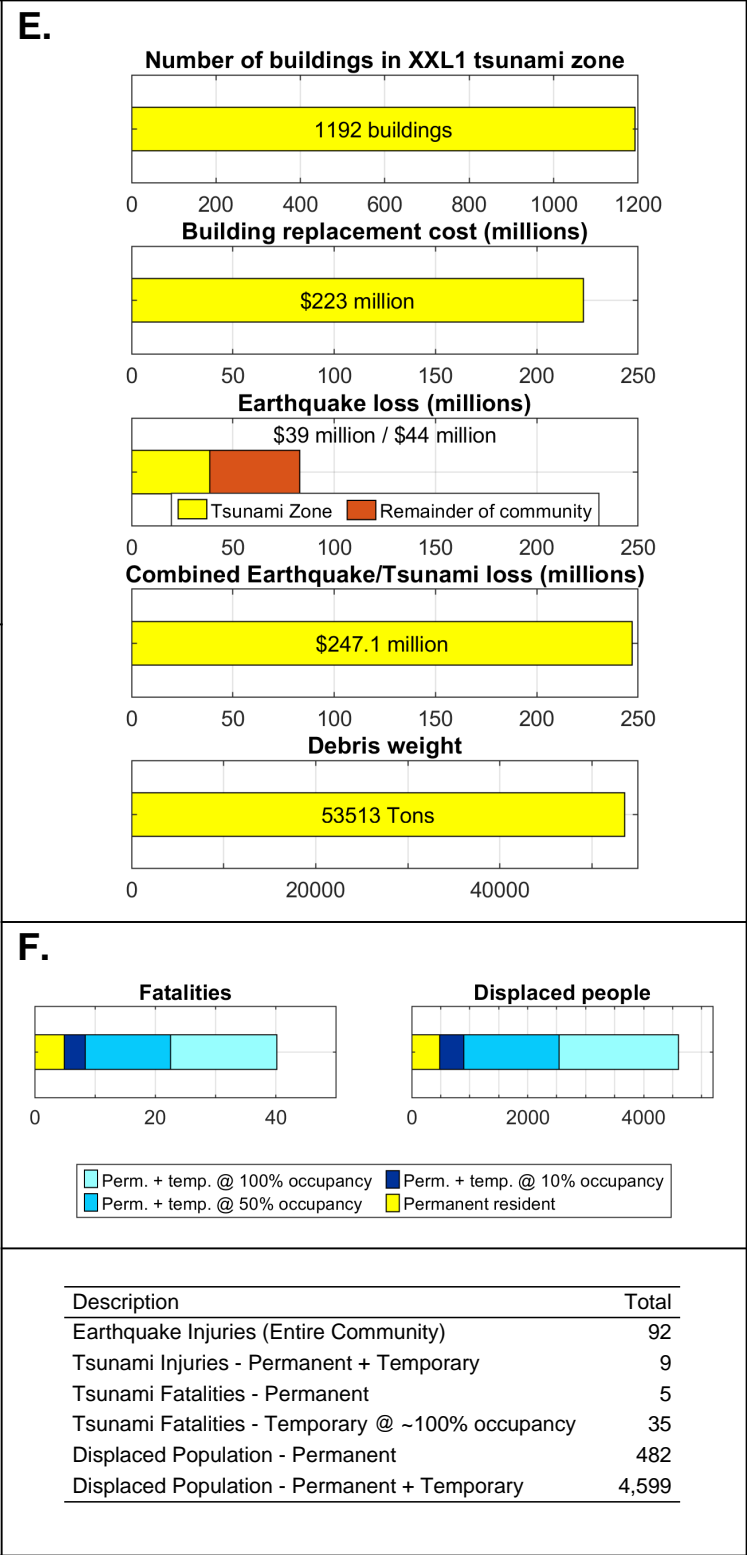 E.
Number of buildings in XXL1 tsunami zone
1192 buildings
0 200 400 600 800 1000 1200
Building replacement cost (millions)
$223 million
0 50 100 150 200 250
Earthquake loss (millions)
$39 million / $44 million
Tsunami Zone Remainder of community
0 50 100 150 200 250
Combined Earthquake/Tsunami loss (millions)
$247.1 million
0 50 100 150 200 250
Debris weight
53513 Tons
0 20000 40000
F.
Fatalities Displaced people
0 20 40 0 2000 4000
Perm. + temp. @ 100% occupancy Perm. + temp. @ 10% occupancy
Perm. + temp. @ 50% occupancy Permanent resident
Description Total
Earthquake Injuries (Entire Community) 92
Tsunami Injuries - Permanent + Temporary 9
Tsunami Fatalities - Permanent 5
Tsunami Fatalities - Temporary @ ~100% occupancy 35
Displaced Population - Permanent 482
Displaced Population - Permanent + Temporary 4,599